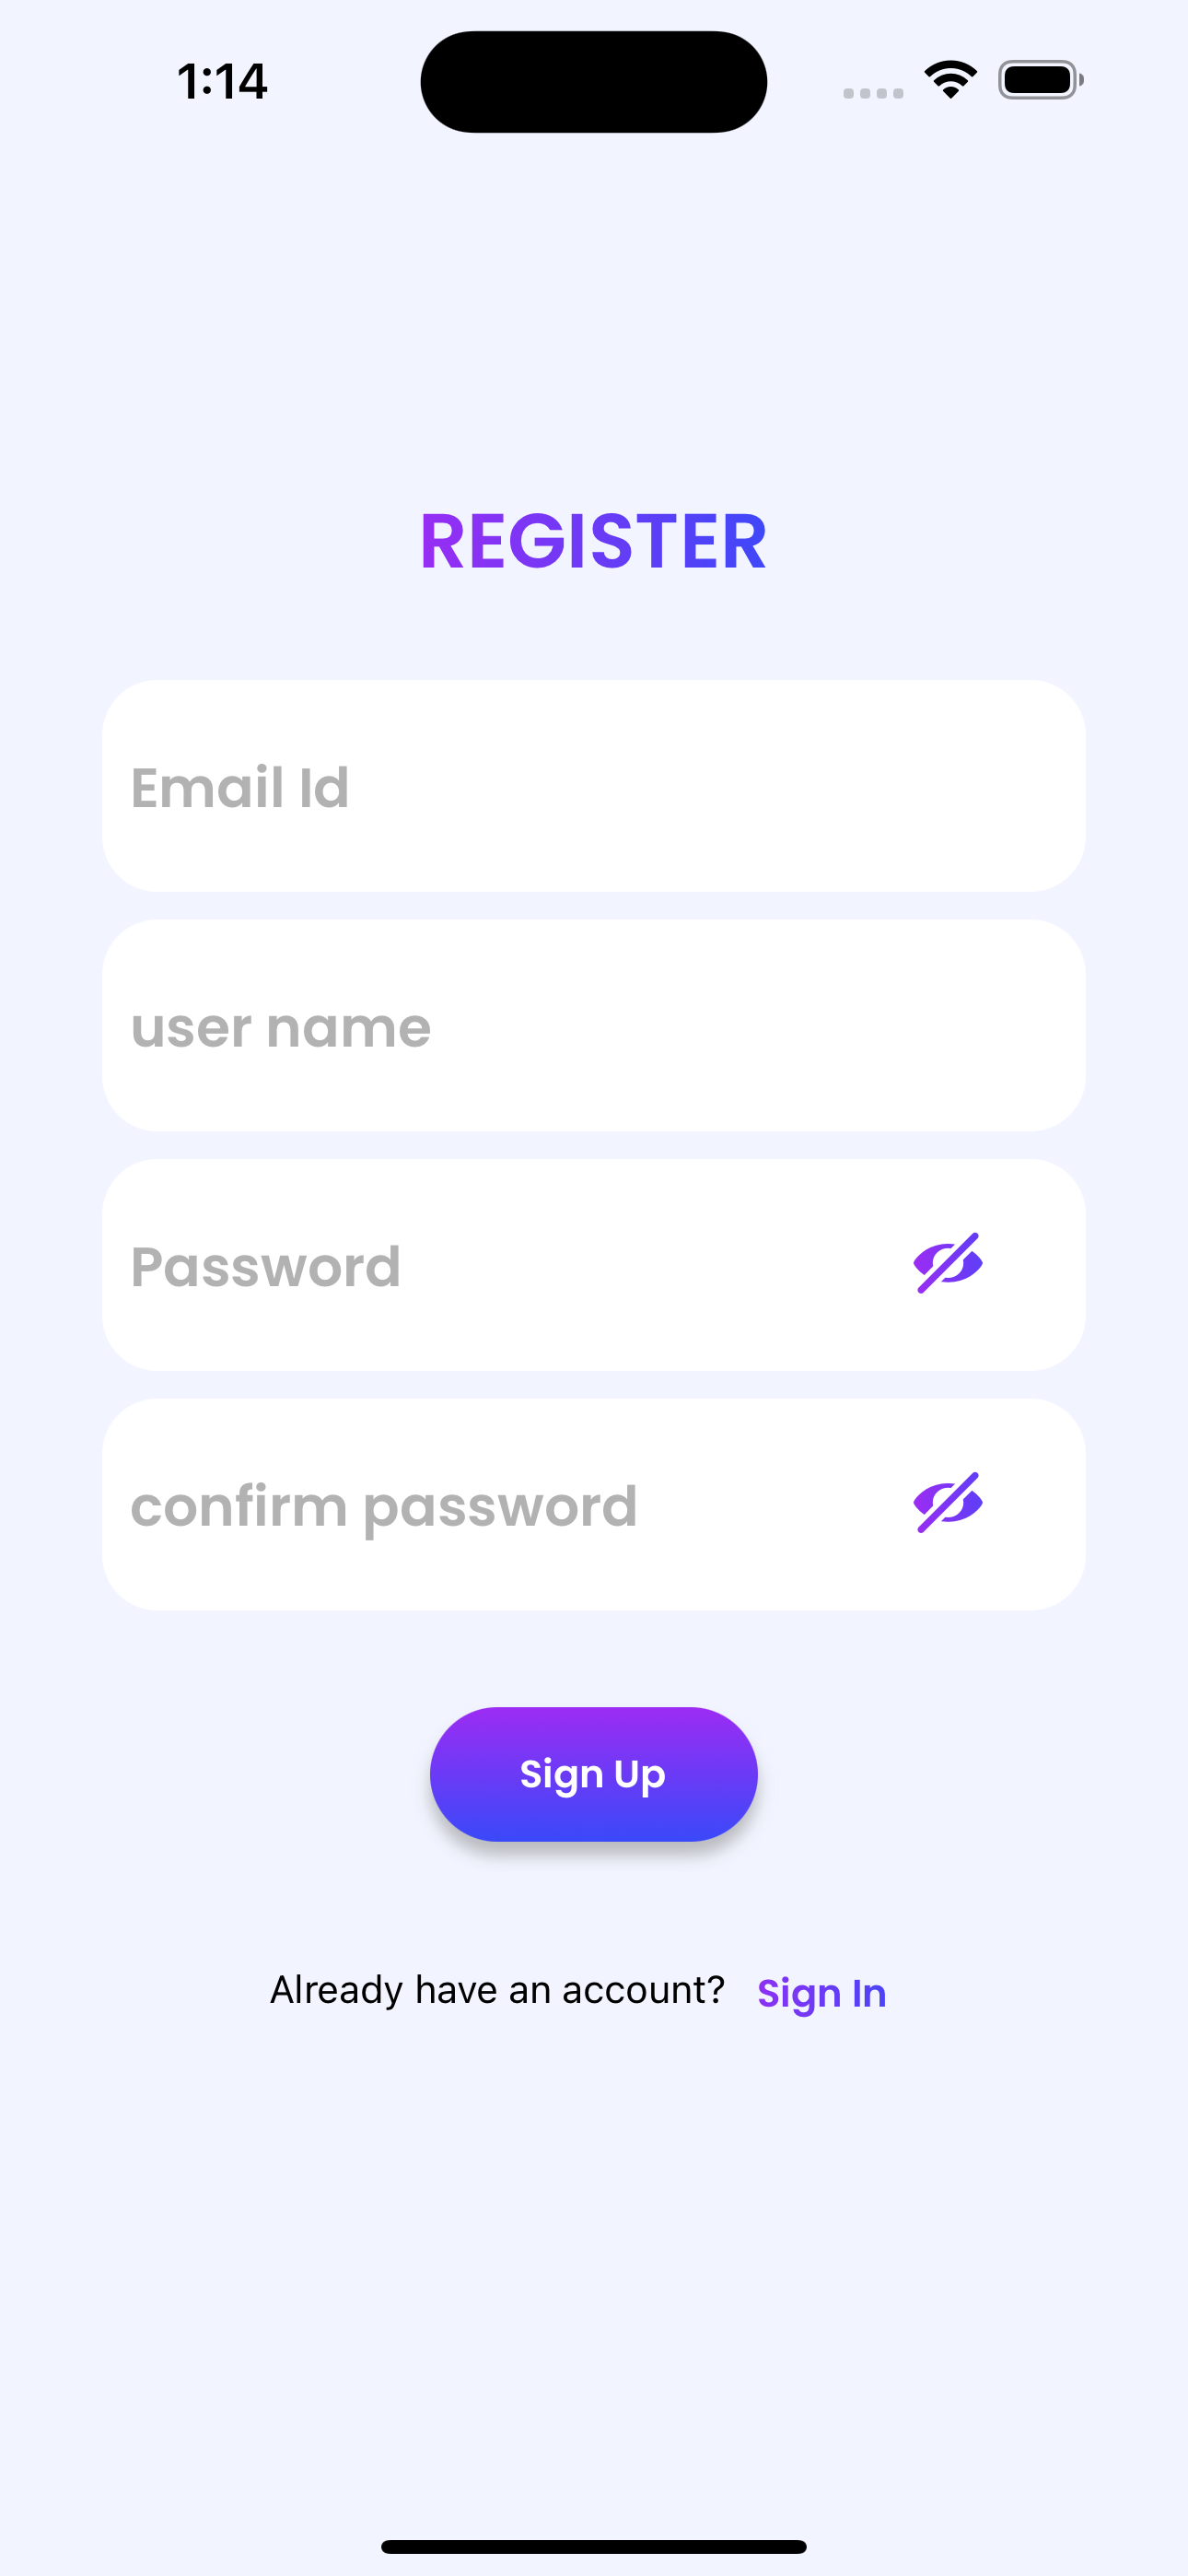 1:14
REGISTER
Email Id
user name
Password
confirm password
Sign Up
Already have an account? Sign In